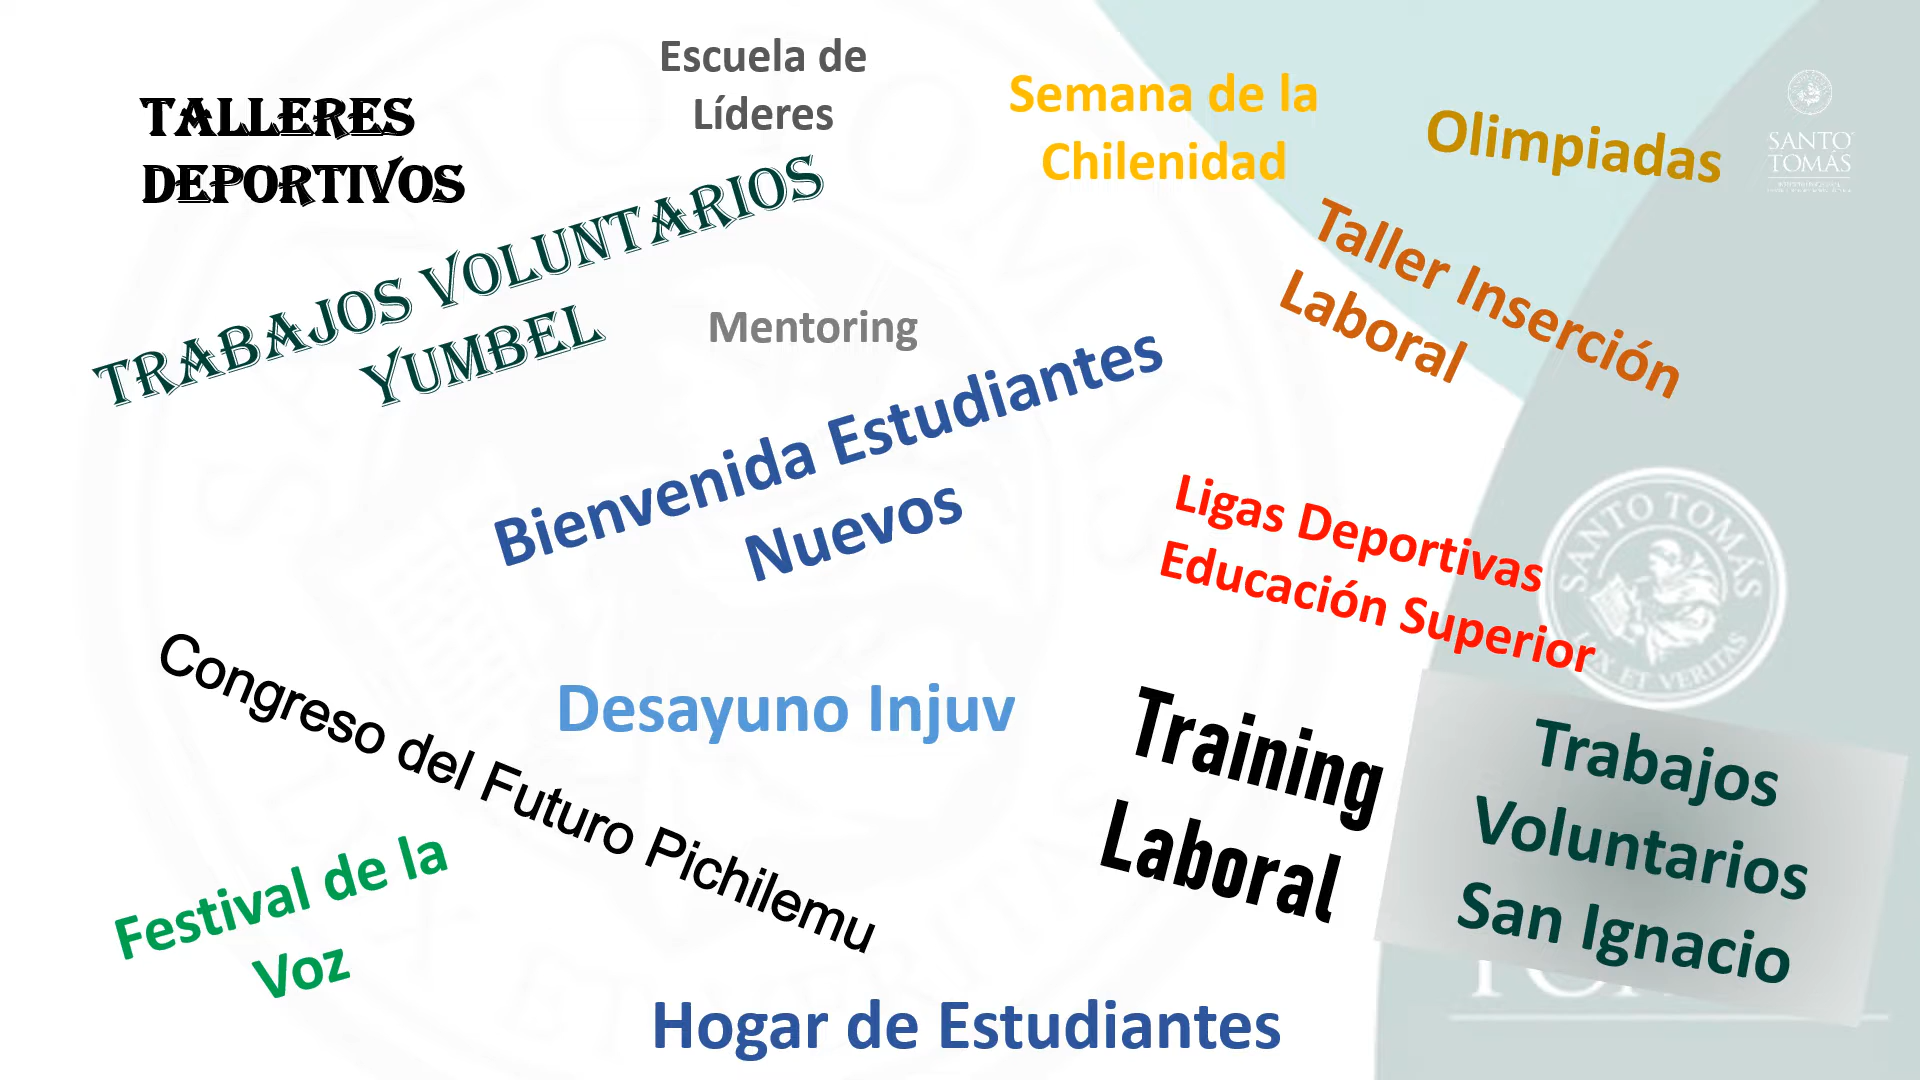 Escuela de
Líderes
TALLERES
DEPORTIVOS
Semana de la
Chilenidad
Olimpiadas
SANTO
TOMÁS
TRABAJOS VOLUNTARIOS
YUMBEL
Taller Inserción
Laboral
Mentoring
Bienvenida Estudiantes
Nuevos
Ligas Deportivas
Educación Superior
SANTO TOMÁS
ET VERITAS
Congreso del Futuro Pichilemu
Desayuno Injuv
Training
Laboral
Trabajos
Voluntarios
San Ignacio
Festival de la
Voz
Hogar de Estudiantes